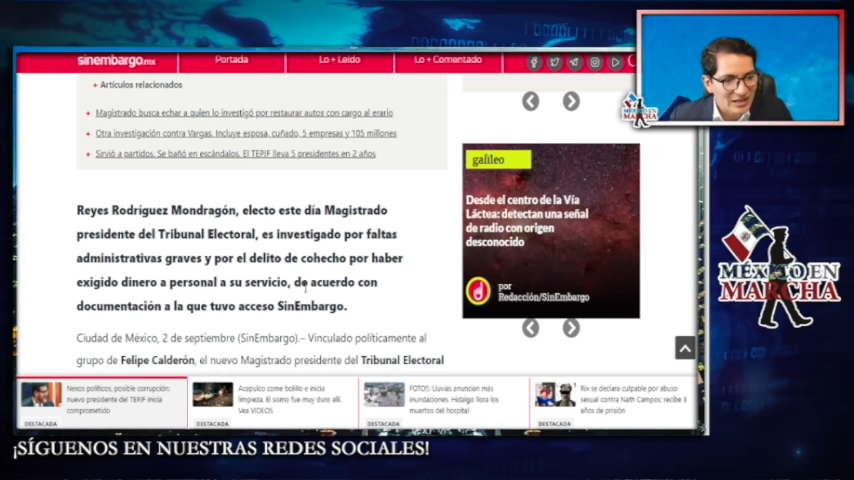 sinembargo.mx
Portada
Lo + Leído
Lo + Comentado
+ Artículos relacionados
+ Magistrado busca echar a quien lo investigó por restaurar autos con cargo al erario
+ Otra investigación contra Vargas. Incluye esposa, cuñado, 5 empresas y 105 millones
+ Sirvió a partidos. Se bañó en escándalos. El TEPJF lleva 5 presidentes en 2 años
Reyes Rodríguez Mondragón, electo este día Magistrado
presidente del Tribunal Electoral, es investigado por faltas
administrativas graves y por el delito de cohecho por haber
exigido dinero a personal a su servicio, de acuerdo con
documentación a la que tuvo acceso SinEmbargo.
Ciudad de México, 2 de septiembre (SinEmbargo).– Vinculado políticamente al
grupo de Felipe Calderón, el nuevo Magistrado presidente del Tribunal Electoral
galileo
Desde el centro de la Vía
Láctea: detectan una señal
de radio con origen
desconocido
por
Redacción/SinEmbargo
MÉXICO EN
MARCHA
MÉXICO EN
MARCHA
Nexos políticos, posible corrupción:
nuevo presidente del TEPJF inicia
comprometido
DESTACADA
Acapulco come bolillo e inicia
limpieza. El sismo fue muy duro allí.
Vea VIDEOS
DESTACADA
FOTOS: Lluvias anuncian más
inundaciones. Hidalgo llora los
muertos del hospital
DESTACADA
Rix se declara culpable por abuso
sexual contra Nath Campos; recibe 3
años de prisión
DESTACADA
¡SÍGUENOS EN NUESTRAS REDES SOCIALES!